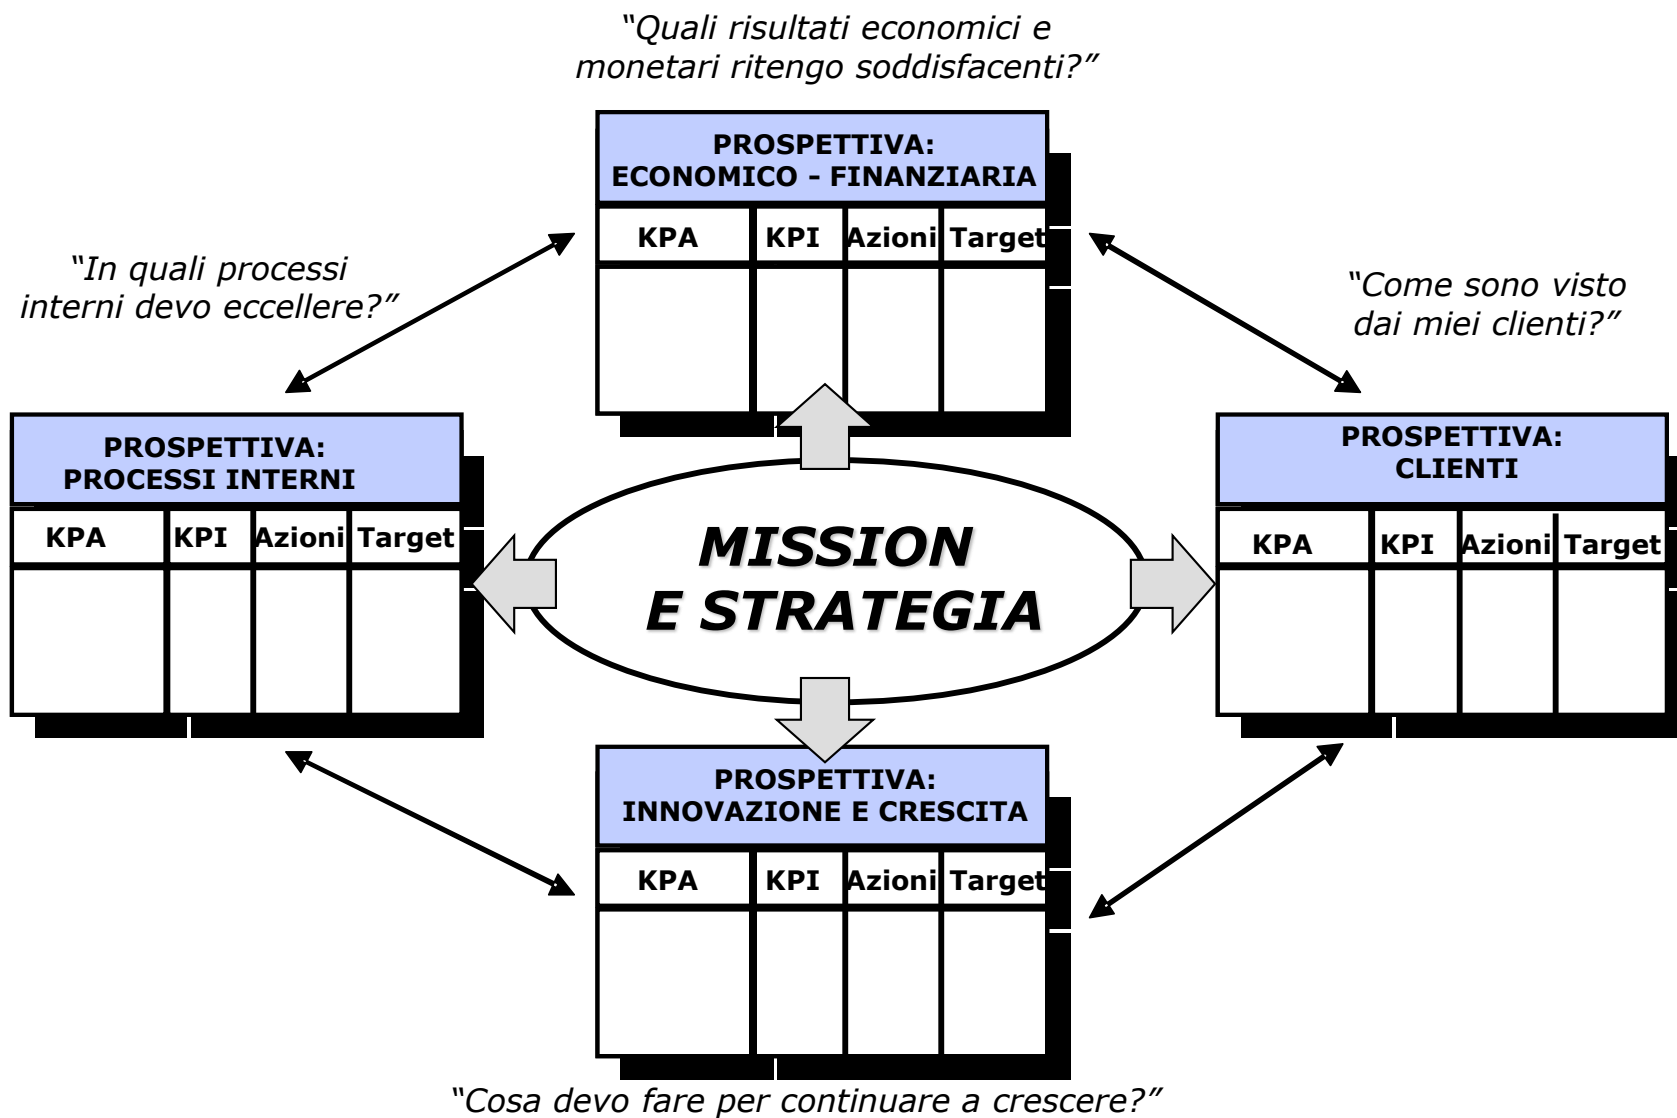 “Quali risultati economici e
monetari ritengo soddisfacenti?”
PROSPETTIVA:
ECONOMICO - FINANZIARIA
KPA KPI Azioni Target
“In quali processi
interni devo eccellere?”
“Come sono visto
dai miei clienti?”
PROSPETTIVA:
PROCESSI INTERNI
KPA KPI Azioni Target
MISSION
E STRATEGIA
PROSPETTIVA:
CLIENTI
KPA KPI Azioni Target
PROSPETTIVA:
INNOVAZIONE E CRESCITA
KPA KPI Azioni Target
“Cosa devo fare per continuare a crescere?”